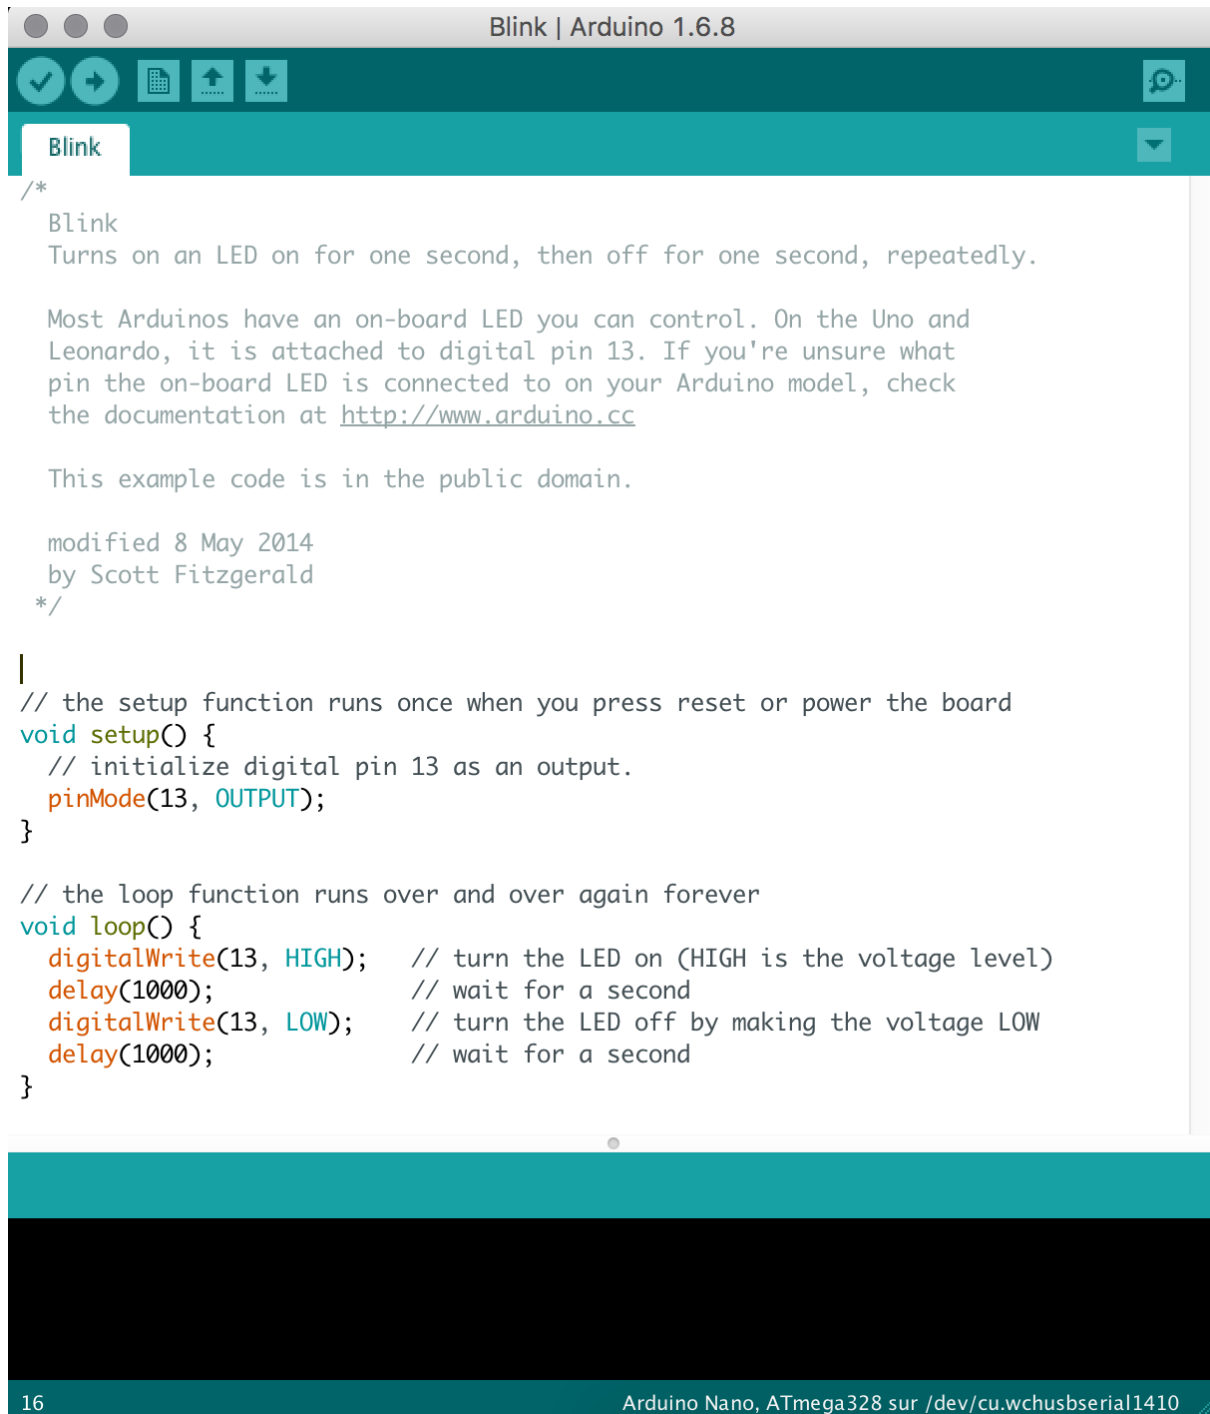 Blink | Arduino 1.6.8
Blink
/*
Blink
Turns on an LED on for one second, then off for one second, repeatedly.
Most Arduinos have an on-board LED you can control. On the Uno and
Leonardo, it is attached to digital pin 13. If you're unsure what
pin the on-board LED is connected to on your Arduino model, check
the documentation at http://www.arduino.cc
This example code is in the public domain.
modified 8 May 2014
by Scott Fitzgerald
*/
// the setup function runs once when you press reset or power the board
void setup() {
// initialize digital pin 13 as an output.
pinMode(13, OUTPUT);
}
// the loop function runs over and over again forever
void loop() {
digitalWrite(13, HIGH);   // turn the LED on (HIGH is the voltage level)
delay(1000);              // wait for a second
digitalWrite(13, LOW);    // turn the LED off by making the voltage LOW
delay(1000);              // wait for a second
}
16 Arduino Nano, ATmega328 sur /dev/cu.wchusbserial1410